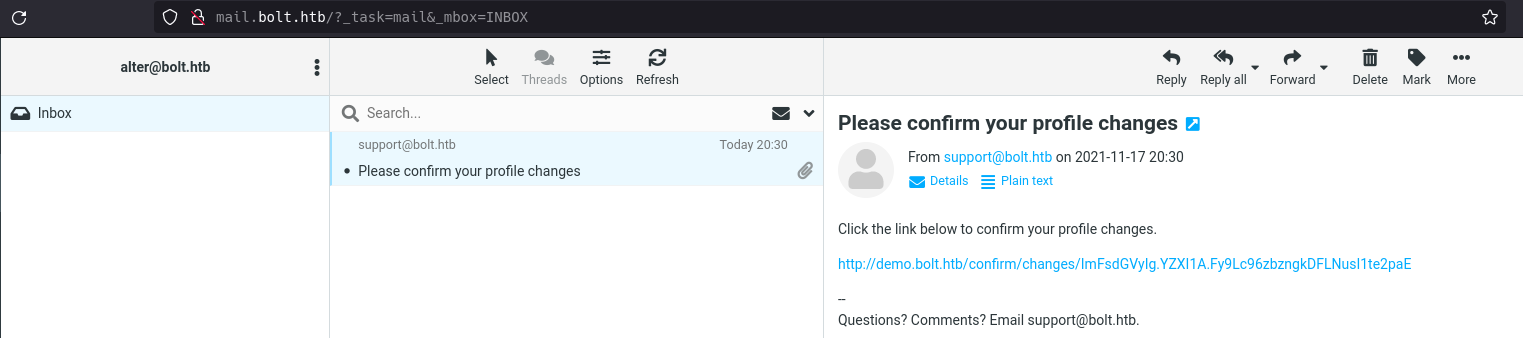 mail.bolt.htb/?_task=mail&_mbox=INBOX
alter@bolt.htb
Select Threads Options Refresh
Reply Reply all Forward Delete Mark More
Inbox
Search...
support@bolt.htb Today 20:30
Please confirm your profile changes
Please confirm your profile changes
From support@bolt.htb on 2021-11-17 20:30
Details Plain text
Click the link below to confirm your profile changes.
http://demo.bolt.htb/confirm/changes/ImFsdGVyIg.YZXI1A.Fy9Lc96zbzngkDFLNusI1te2paE
--
Questions? Comments? Email support@bolt.htb.